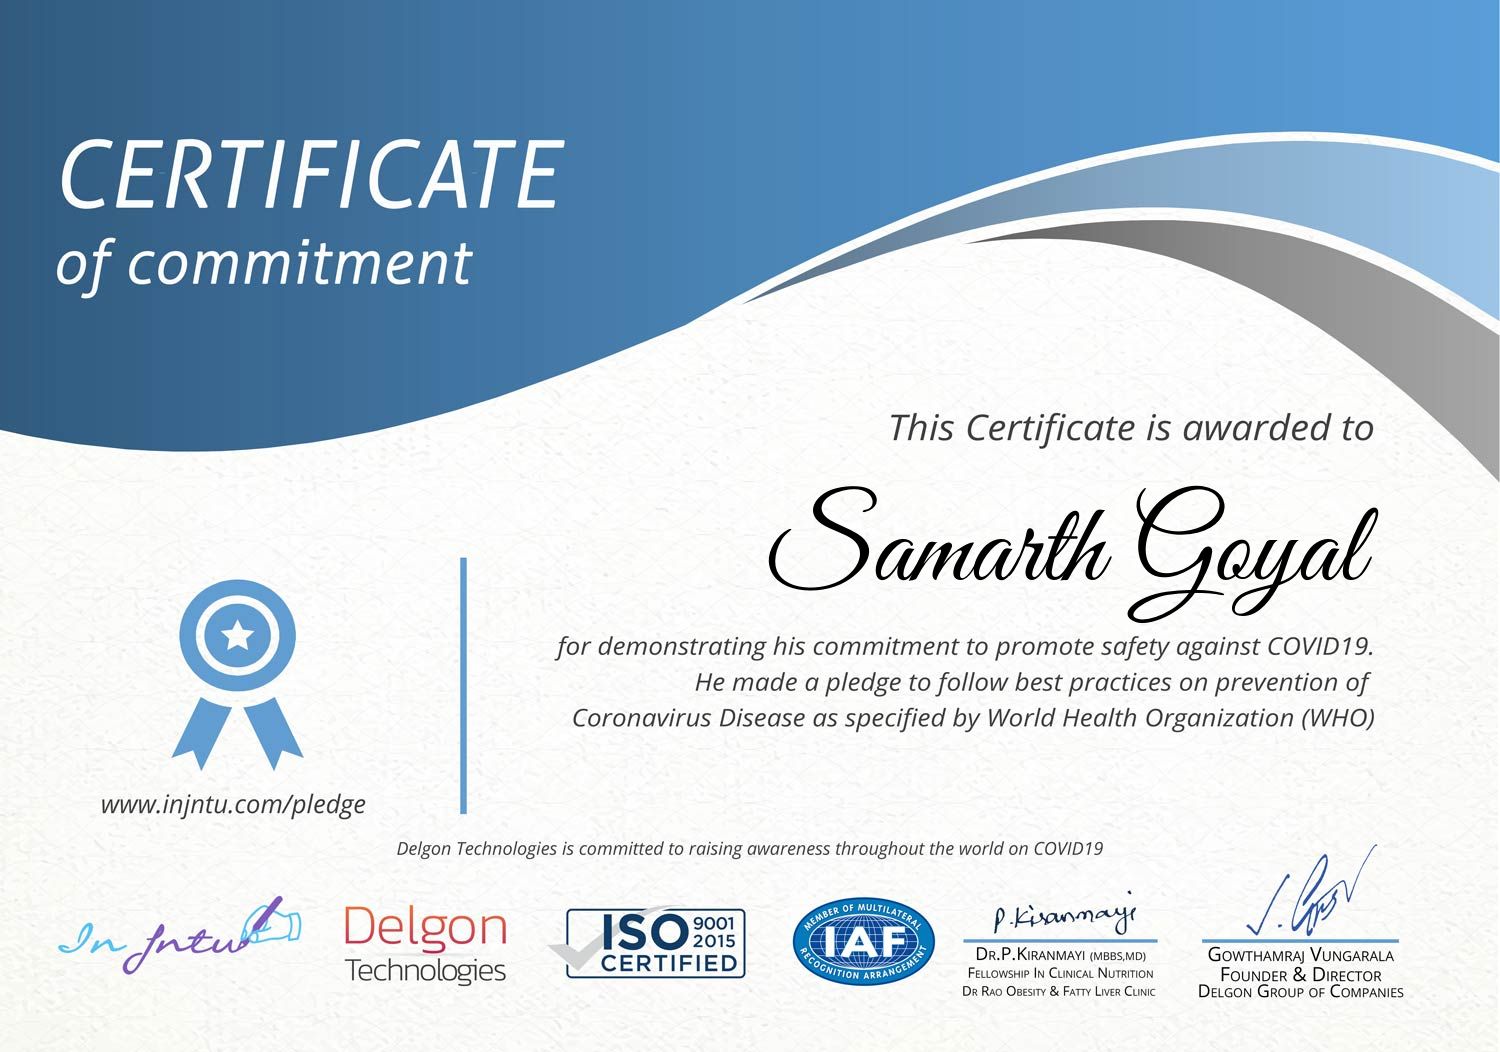 CERTIFICATE
of commitment
This Certificate is awarded to
Samarth Goyal
for demonstrating his commitment to promote safety against COVID19.
He made a pledge to follow best practices on prevention of
Coronavirus Disease as specified by World Health Organization (WHO)
www.injntu.com/pledge
Delgon Technologies is committed to raising awareness throughout the world on COVID19
In Jntu
Delgon
Technologies
ISO 9001
2015
CERTIFIED
MEMBER OF MULTILATERAL
IAF
RECOGNITION ARRANGEMENT
P.Kiranmayi
DR.P.KIRANMAYI (MBBS,MD)
FELLOWSHIP IN CLINICAL NUTRITION
DR RAO OBESITY & FATTY LIVER CLINIC
GOWTHAMRAJ VUNGARALA
FOUNDER & DIRECTOR
DELGON GROUP OF COMPANIES